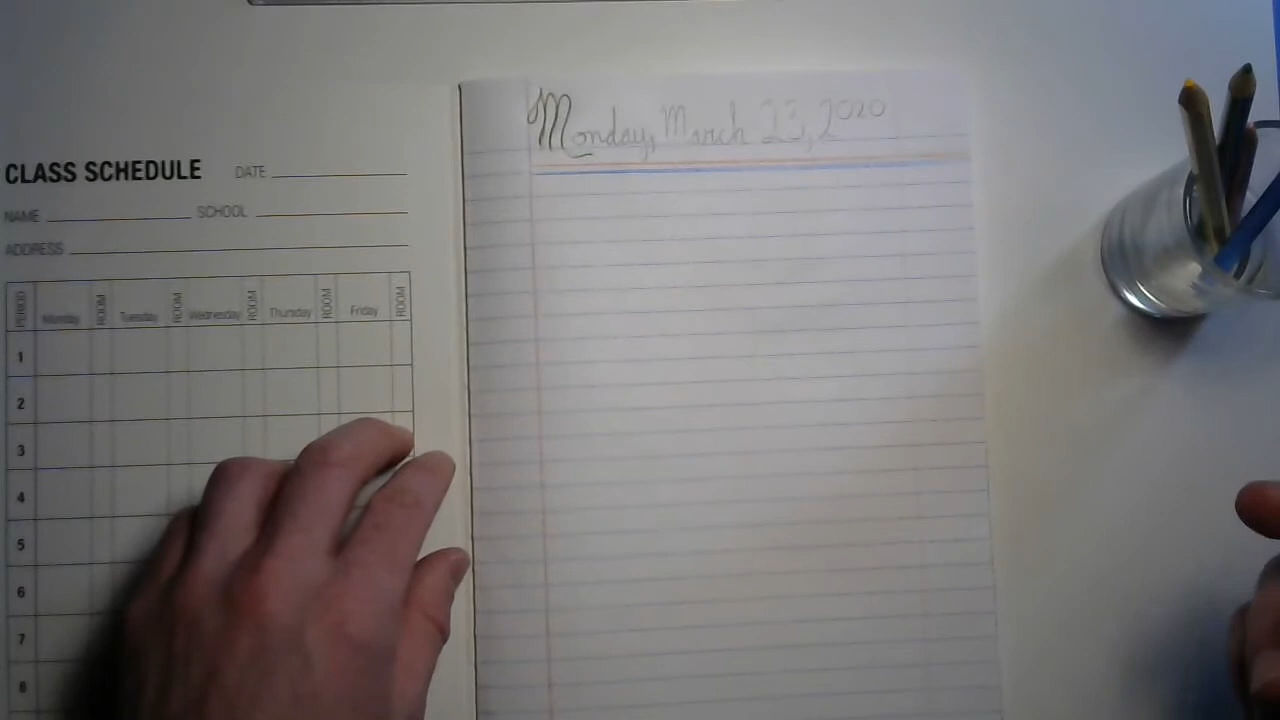 Monday, March 23, 2020
CLASS SCHEDULE DATE
NAME SCHOOL
ADDRESS
PERIOD Monday ROOM Tuesday ROOM Wednesday ROOM Thursday ROOM Friday ROOM
1
2
3
4
5
6
7
8